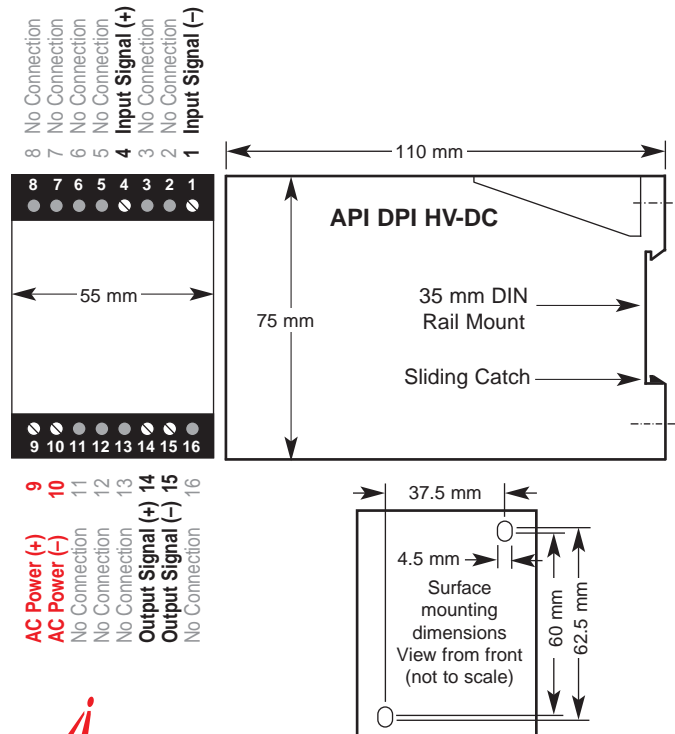 8 No Connection
7 No Connection
6 No Connection
5 No Connection
4 Input Signal (+)
3 No Connection
2 No Connection
1 Input Signal (–)
8 7 6 5 4 3 2 1
55 mm
9 10 11 12 13 14 15 16
AC Power (+) 9
AC Power (–) 10
No Connection 11
No Connection 12
No Connection 13
Output Signal (+) 14
Output Signal (–) 15
No Connection 16
110 mm
API DPI HV-DC
75 mm
35 mm DIN
Rail Mount
Sliding Catch
37.5 mm
4.5 mm
Surface
mounting
dimensions
View from front
(not to scale)
60 mm
62.5 mm